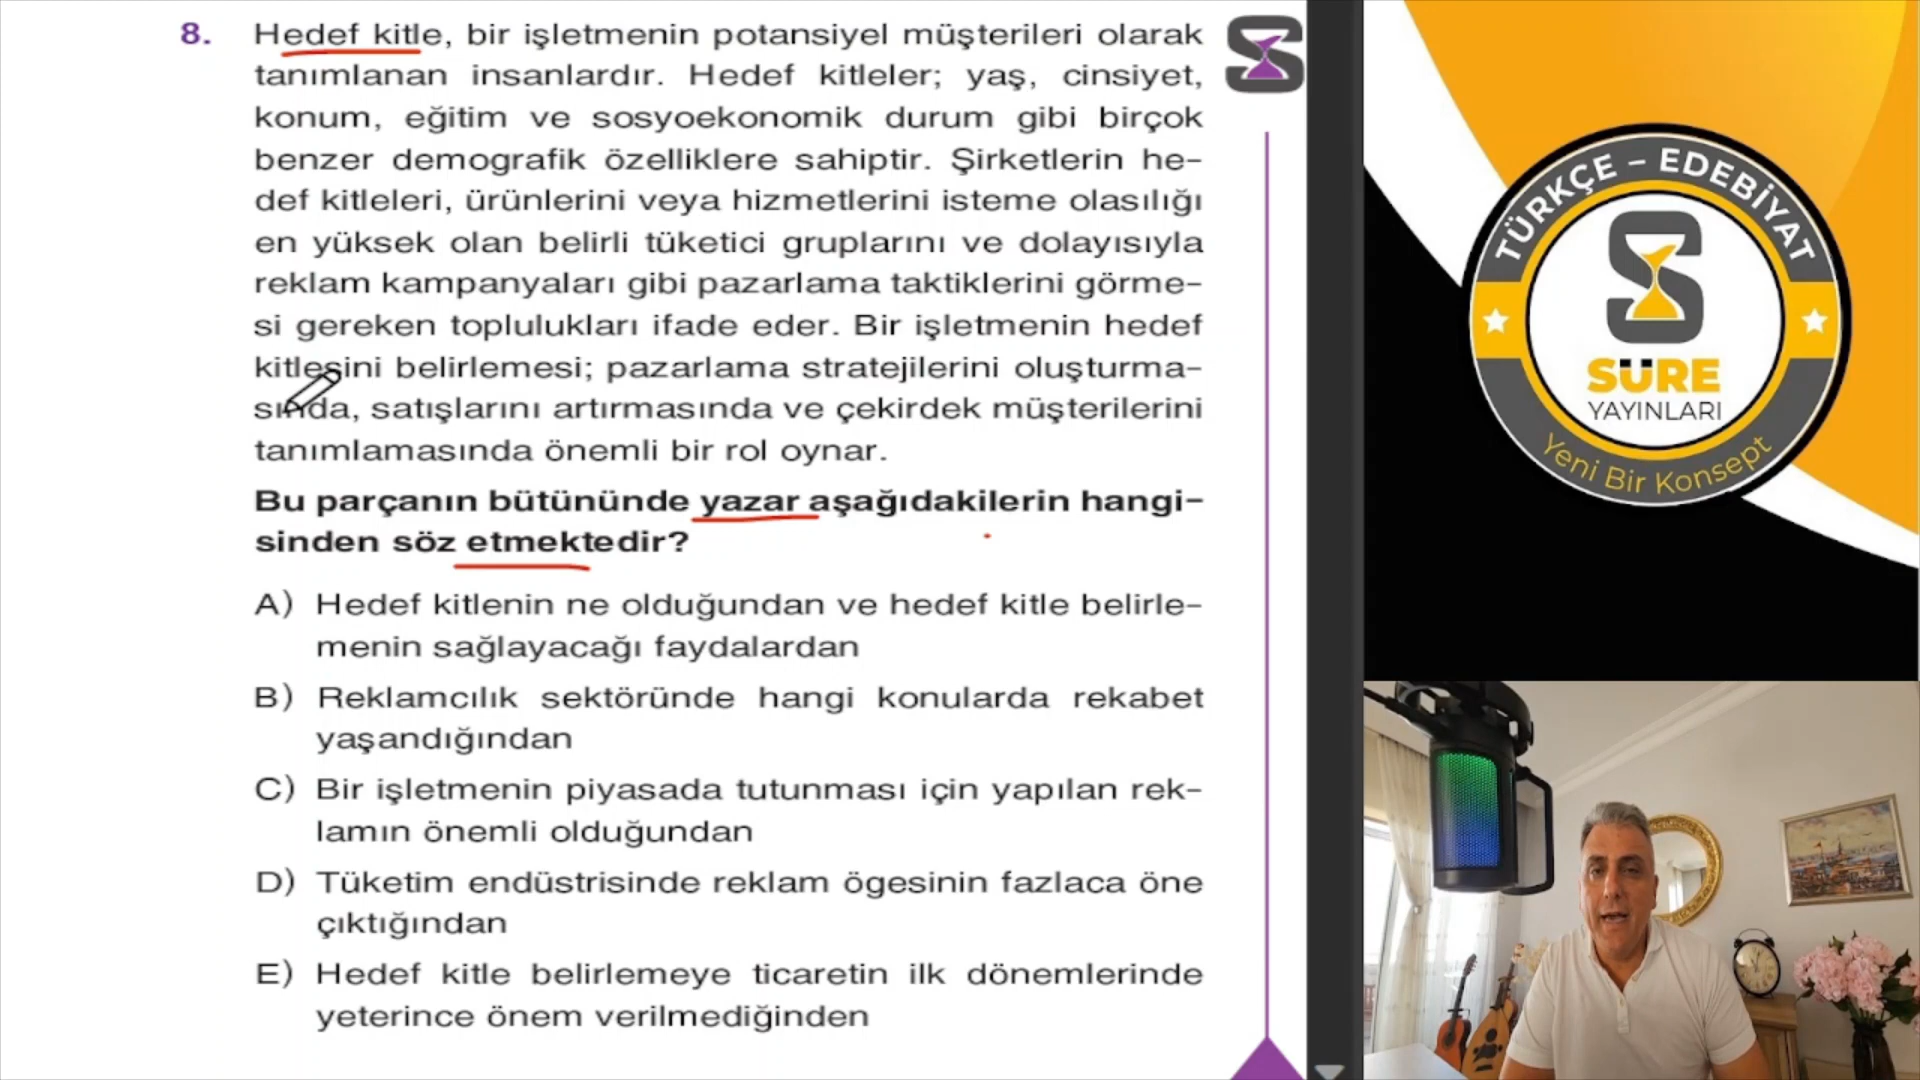 8. Hedef kitle, bir işletmenin potansiyel müşterileri olarak
tanımlanan insanlardır. Hedef kitleler; yaş, cinsiyet,
konum, eğitim ve sosyoekonomik durum gibi birçok
benzer demografik özelliklere sahiptir. Şirketlerin he-
def kitleleri, ürünlerini veya hizmetlerini isteme olasılığı
en yüksek olan belirli tüketici gruplarını ve dolayısıyla
reklam kampanyaları gibi pazarlama taktiklerini görme-
si gereken toplulukları ifade eder. Bir işletmenin hedef
kitlesini belirlemesi; pazarlama stratejilerini oluşturma-
sında, satışlarını artırmasında ve çekirdek müşterilerini
tanımlamasında önemli bir rol oynar.
Bu parçanın bütününde yazar aşağıdakilerin hangi-
sinden söz etmektedir?
A) Hedef kitlenin ne olduğundan ve hedef kitle belirle-
menin sağlayacağı faydalardan
B) Reklamcılık sektöründe hangi konularda rekabet
yaşandığından
C) Bir işletmenin piyasada tutunması için yapılan rek-
lamın önemli olduğundan
D) Tüketim endüstrisinde reklam ögesinin fazlaca öne
çıktığından
E) Hedef kitle belirlemeye ticaretin ilk dönemlerinde
yeterince önem verilmediğinden
TÜRKÇE – EDEBİYAT
SÜRE
YAYINLARI
Yeni Bir Konsept